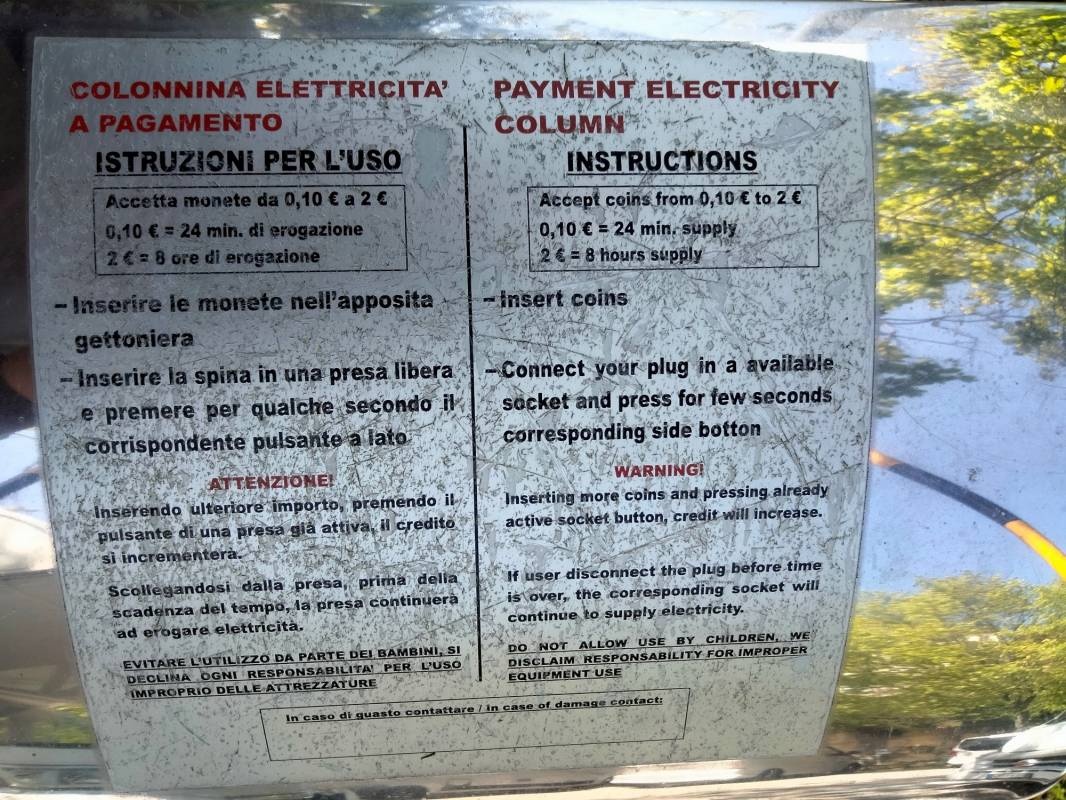 COLONNINA ELETTRICITA'
A PAGAMENTO
ISTRUZIONI PER L'USO
Accetta monete da 0,10 € a 2 €
0,10 € = 24 min. di erogazione
2 € = 8 ore di erogazione
– Inserire le monete nell'apposita
gettoniera
– Inserire la spina in una presa libera
e premere per qualche secondo il
corrispondente pulsante a lato
ATTENZIONE!
Inserendo ulteriore importo, premendo il
pulsante di una presa già attiva, il credito
si incrementerà.
Scollegandosi dalla presa, prima della
scadenza del tempo, la presa continuerà
ad erogare elettricità.
EVITARE L'UTILIZZO DA PARTE DEI BAMBINI, SI
DECLINA OGNI RESPONSABILITA' PER L'USO
IMPROPRIO DELLE ATTREZZATURE
PAYMENT ELECTRICITY
COLUMN
INSTRUCTIONS
Accept coins from 0,10 € to 2 €
0,10 € = 24 min. supply
2 € = 8 hours supply
– Insert coins
– Connect your plug in a available
socket and press for few seconds
corresponding side botton
WARNING!
Inserting more coins and pressing already
active socket button, credit will increase.
If user disconnect the plug before time
is over, the corresponding socket will
continue to supply electricity.
DO NOT ALLOW USE BY CHILDREN, WE
DISCLAIM RESPONSABILITY FOR IMPROPER
EQUIPMENT USE
In caso di guasto contattare / In case of damage contact: